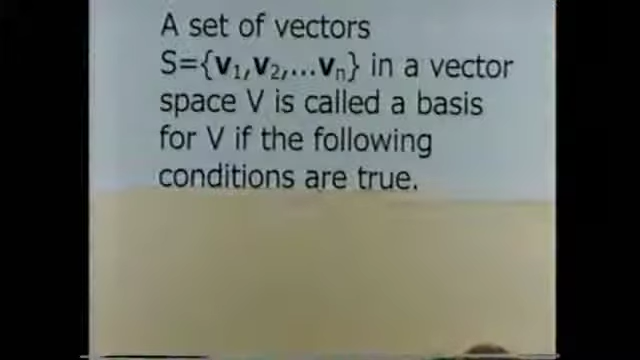 A set of vectors
S={v₁,v₂,...vₙ} in a vector
space V is called a basis
for V if the following
conditions are true.